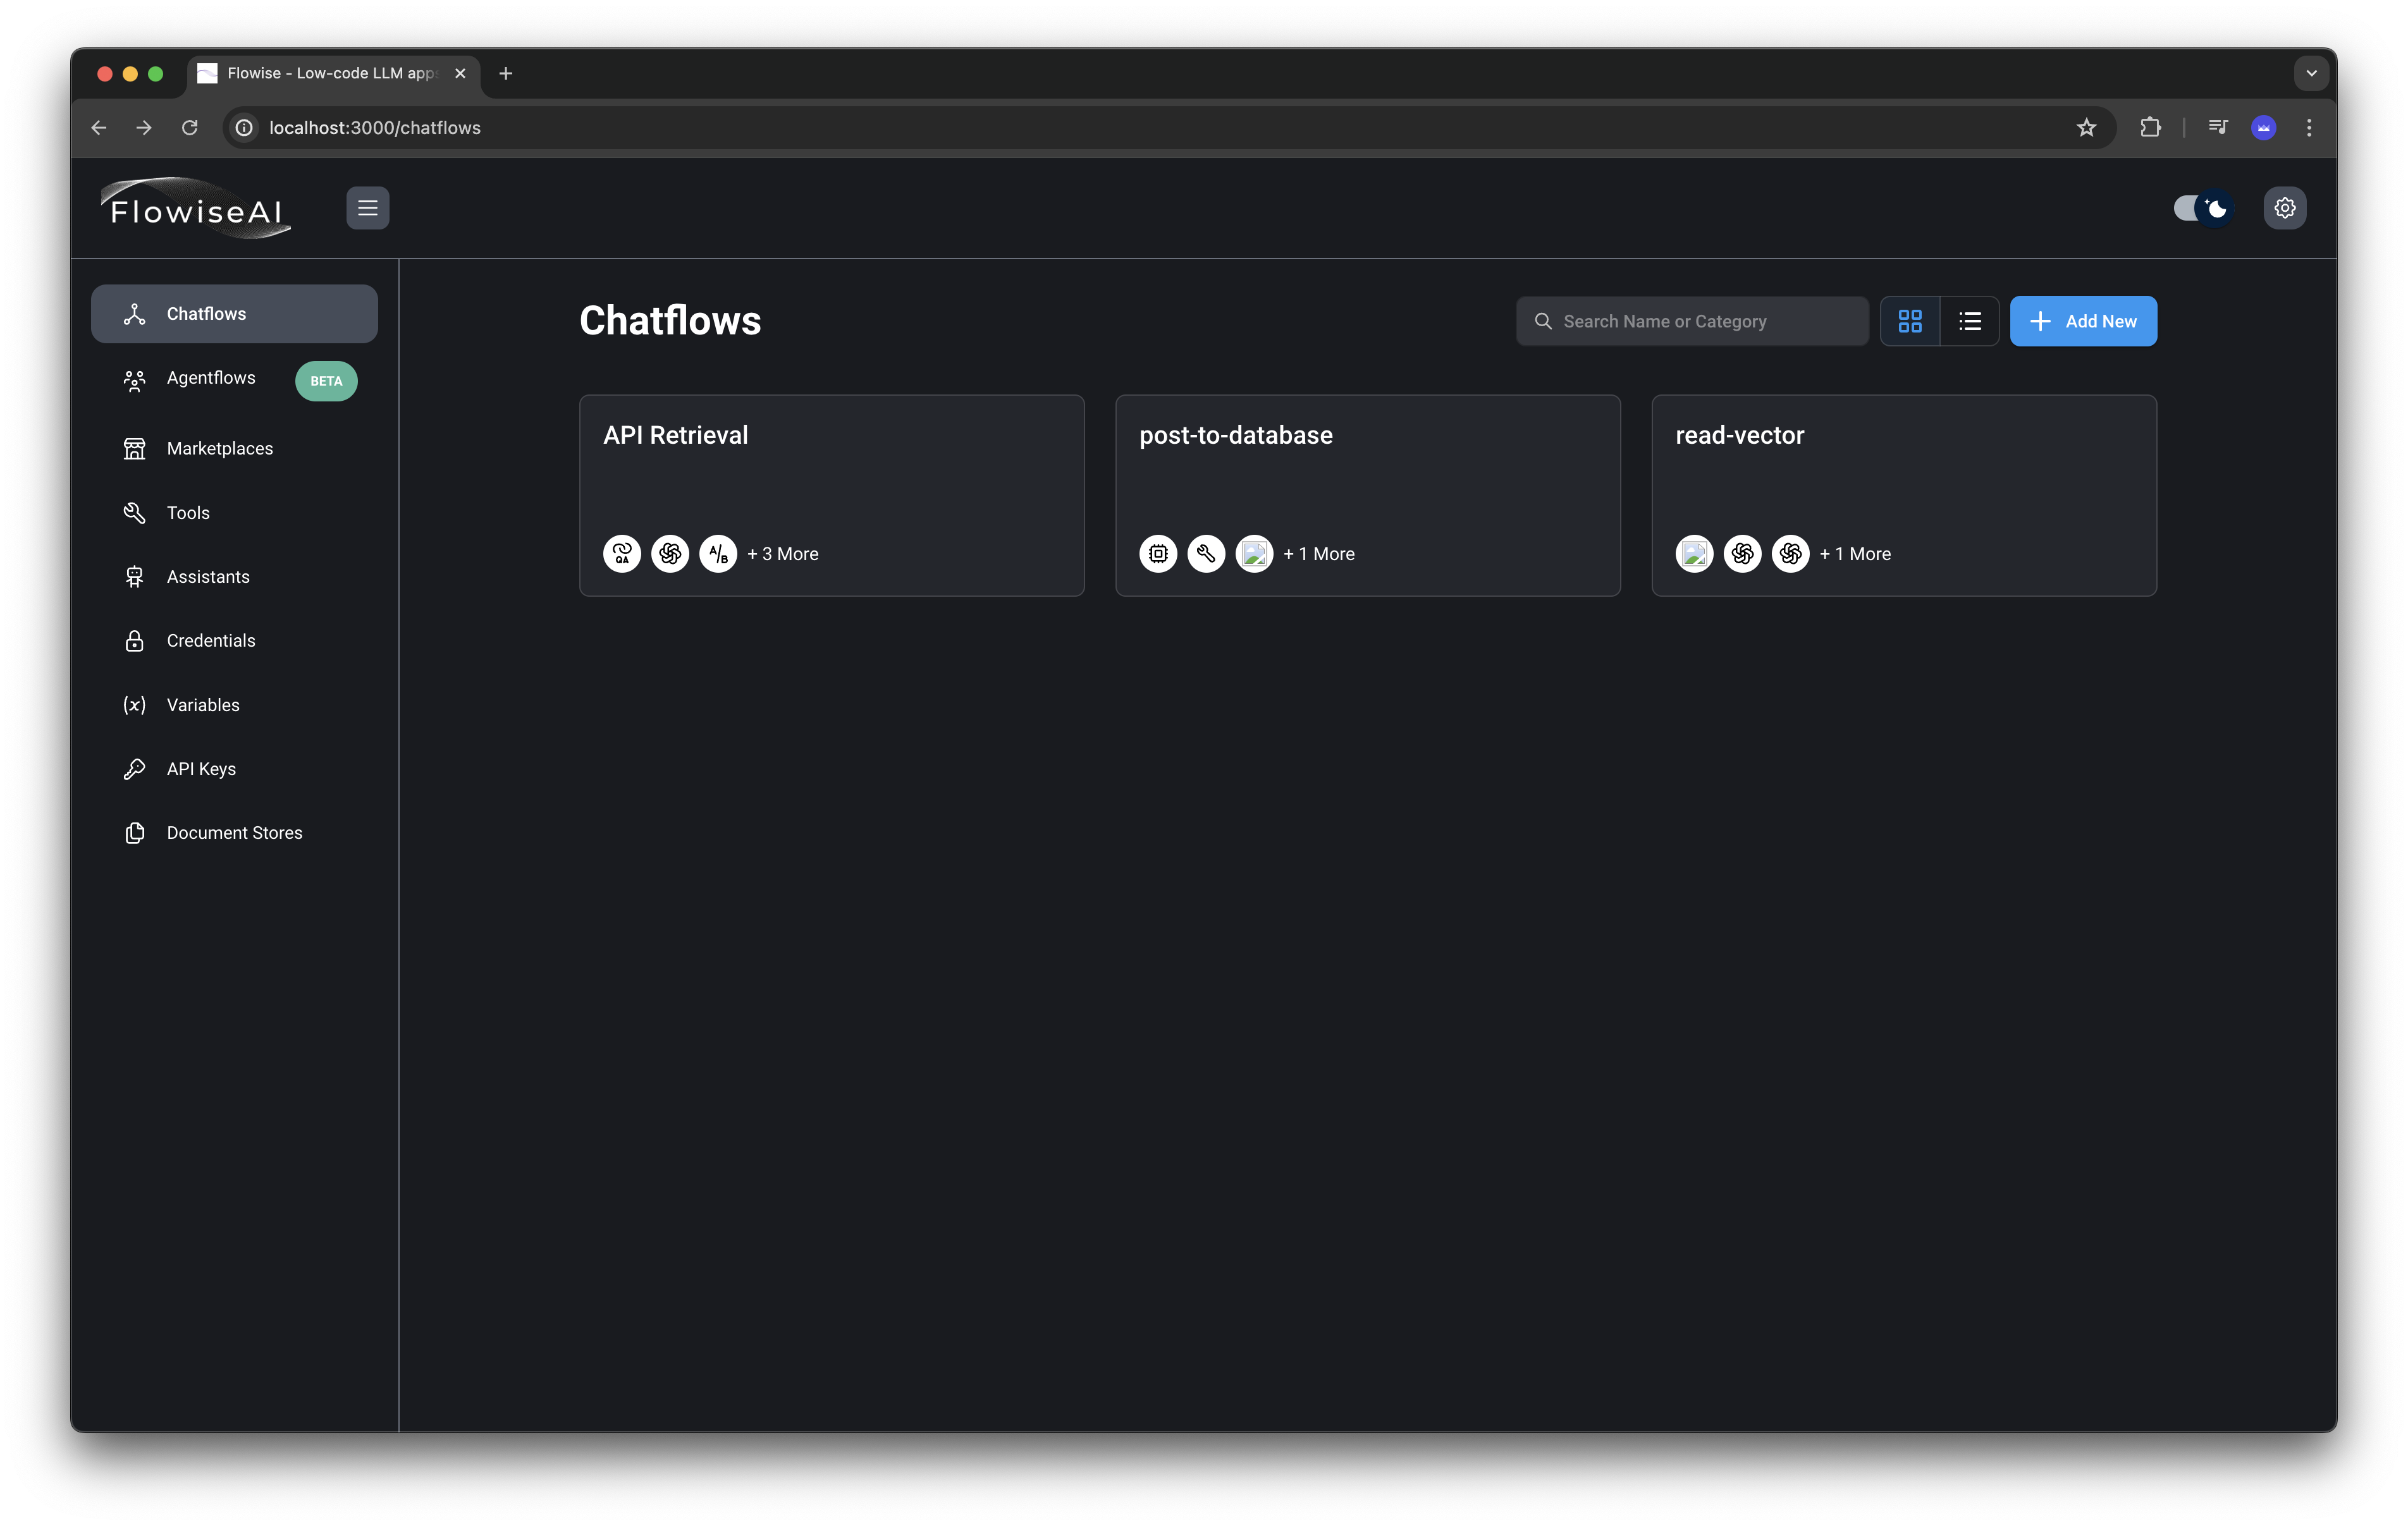 Flowise - Low-code LLM apps
localhost:3000/chatflows
FlowiseAI
Chatflows
Agentflows
BETA
Marketplaces
Tools
Assistants
Credentials
Variables
API Keys
Document Stores
Chatflows
Search Name or Category
Add New
API Retrieval
QA
A/B
+ 3 More
post-to-database
+ 1 More
read-vector
+ 1 More